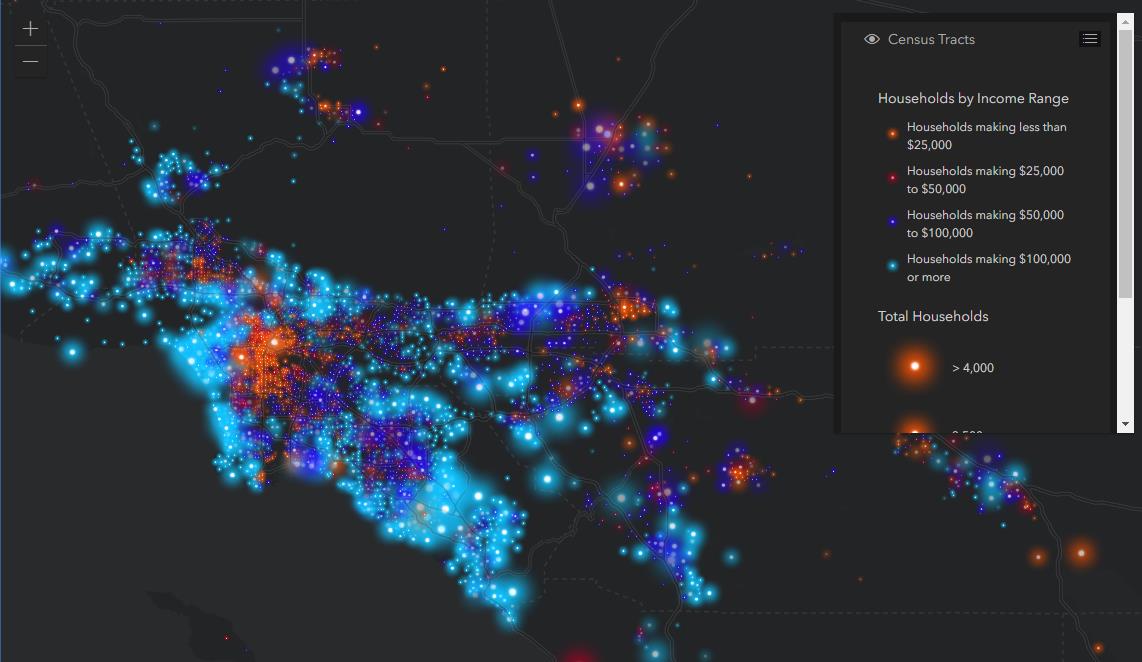 Census Tracts
Households by Income Range
Households making less than
$25,000
Households making $25,000
to $50,000
Households making $50,000
to $100,000
Households making $100,000
or more
Total Households
> 4,000